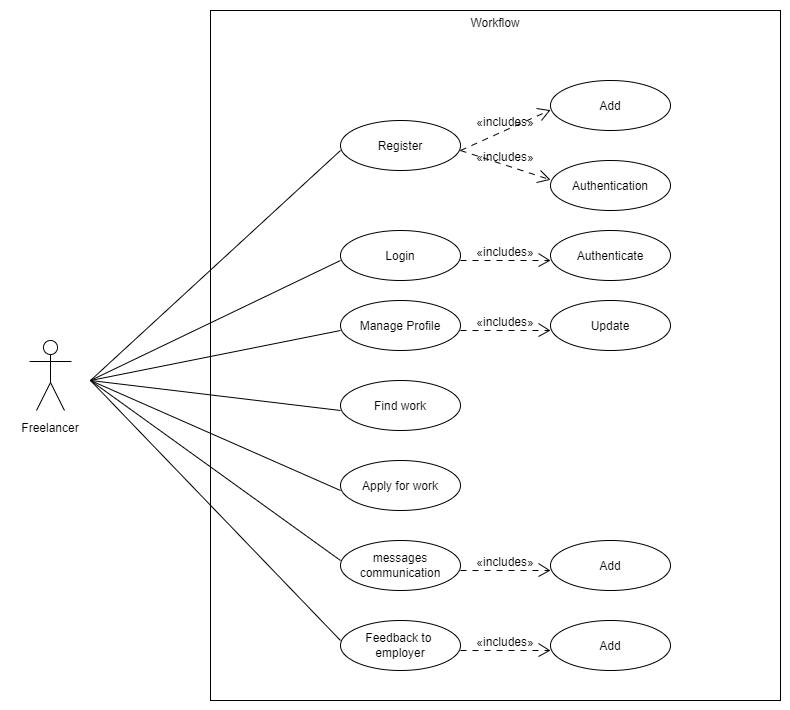 Workflow
Add
«includes»
Register
«includes»
Authentication
Login
«includes»
Authenticate
Manage Profile
«includes»
Update
Freelancer
Find work
Apply for work
messages
communication
«includes»
Add
Feedback to
employer
«includes»
Add